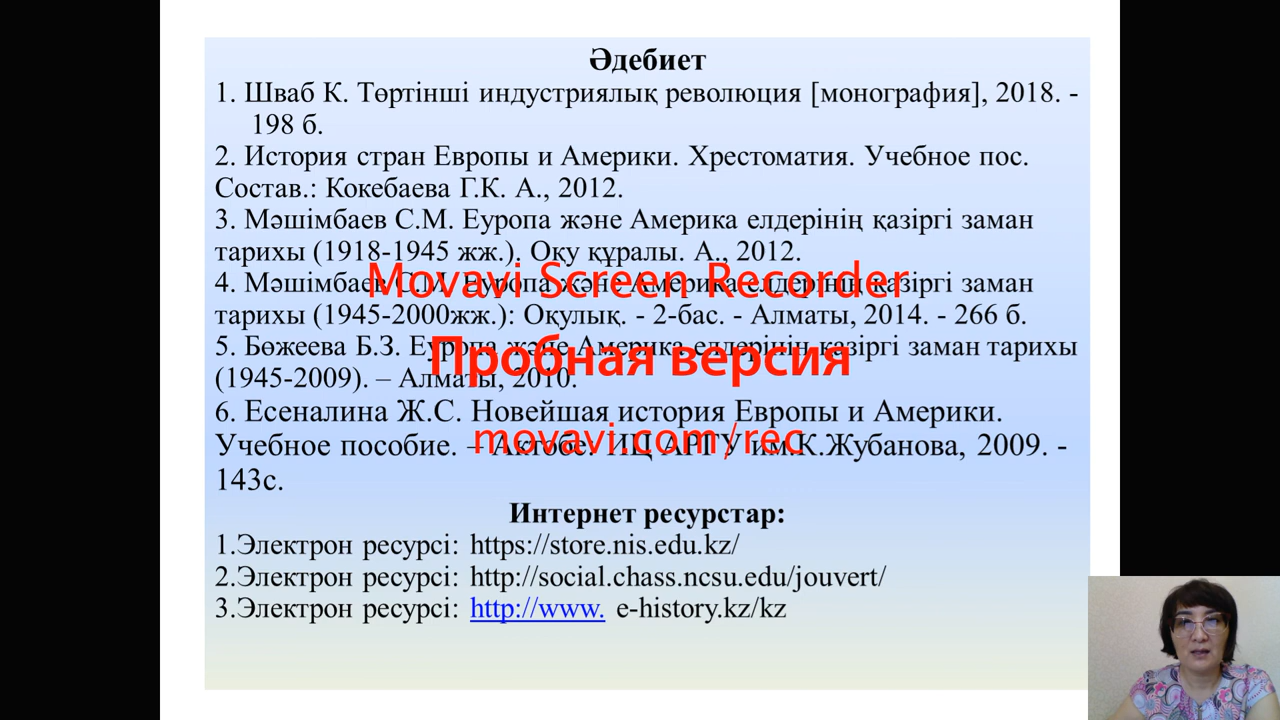 Әдебиет
1. Шваб К. Төртінші индустриялық революция [монография], 2018. -
198 б.
2. История стран Европы и Америки. Хрестоматия. Учебное пос.
Состав.: Кокебаева Г.К. А., 2012.
3. Мәшімбаев С.М. Еуропа және Америка елдерінің қазіргі заман
тарихы (1918-1945 жж.). Оқу құралы. А., 2012.
Movavi Screen Recorder
4. Мәшімбаев С.М. Еуропа және Америка елдерінің қазіргі заман
тарихы (1945-2000жж.): Оқулық. - 2-бас. - Алматы, 2014. - 266 б.
5. Бөжеева Б.З. Еуропа және Америка елдерінің қазіргі заман тарихы
Пробная версия
(1945-2009). – Алматы, 2010.
6. Есеналина Ж.С. Новейшая история Европы и Америки.
Учебное пособие. – Актобе: ИЦ АРГУ им.К.Жубанова, 2009. -
movavi.com/rec
143с.
Интернет ресурстар:
1.Электрон ресурсі: https://store.nis.edu.kz/
2.Электрон ресурсі: http://social.chass.ncsu.edu/jouvert/
3.Электрон ресурсі: http://www. e-history.kz/kz